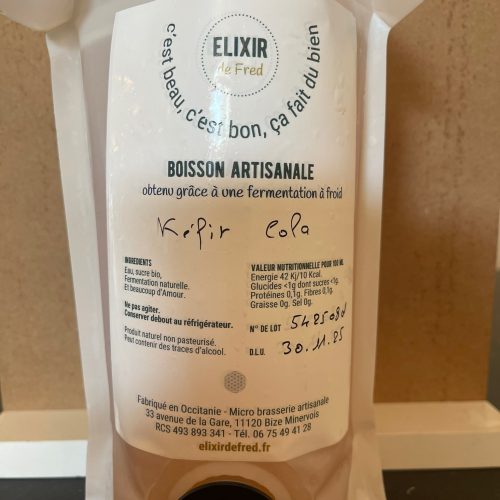 ELIXIR
de Fred
c'est beau, c'est bon, ça fait du bien
BOISSON ARTISANALE
obtenu grâce à une fermentation à froid
Kéfir Cola
INGREDIENTS
Eau, sucre bio,
Fermentation naturelle.
Et beaucoup d'Amour.
Ne pas agiter.
Conserver debout au réfrigérateur.
Produit naturel non pasteurisé.
Peut contenir des traces d'alcool.
VALEUR NUTRITIONNELLE POUR 100 ML
Energie 42 Kj/10 Kcal.
Glucides <1g dont sucres <1g.
Protéines 0,1g. Fibres 0,1g.
Graisse 0g. Sel 0g.
N° DE LOT
D.L.U. 30.11.25
Fabriqué en Occitanie - Micro brasserie artisanale
33 avenue de la Gare, 11120 Bize Minervois
RCS 493 893 341 - Tél. 06 75 49 41 28
elixirdefred.fr